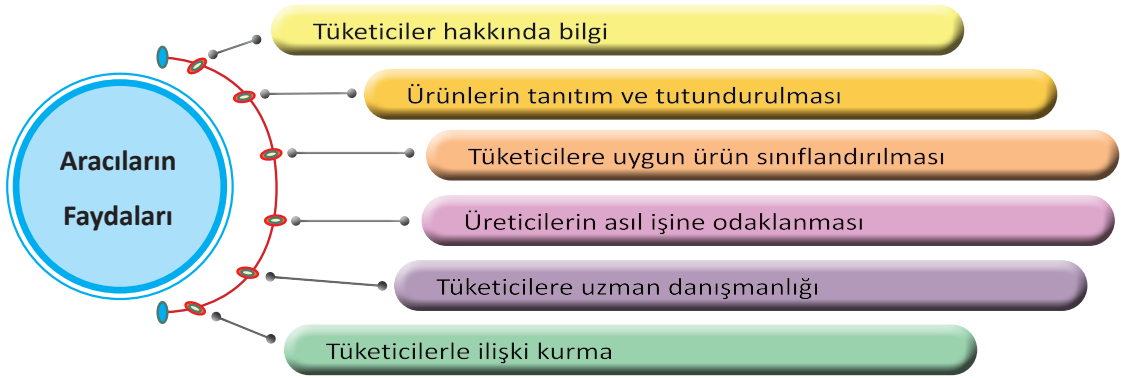 Aracıların
Faydaları
Tüketiciler hakkında bilgi
Ürünlerin tanıtım ve tutundurulması
Tüketicilere uygun ürün sınıflandırılması
Üreticilerin asıl işine odaklanması
Tüketicilere uzman danışmanlığı
Tüketicilerle ilişki kurma